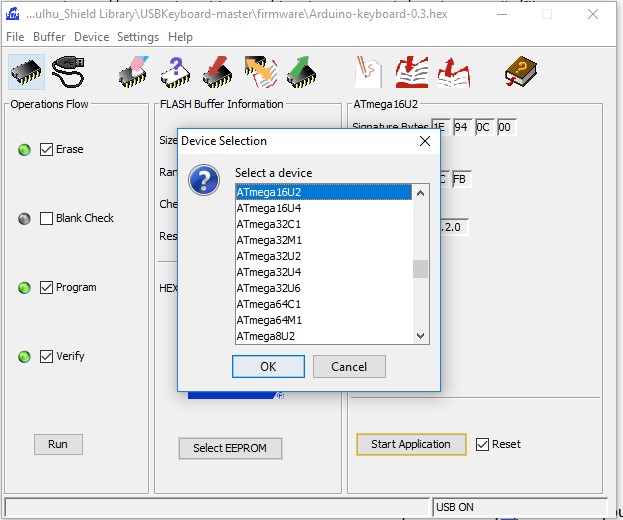 ...ulhu_Shield Library\USBKeyboard-master\firmware\Arduino-keyboard-0.3.hex
File Buffer Device Settings Help
Operations Flow
FLASH Buffer Information
ATmega16U2
Signature Bytes 1E 94 0C 00
Device Selection
Select a device
ATmega16U2
ATmega16U4
ATmega32C1
ATmega32M1
ATmega32U2
ATmega32U4
ATmega32U6
ATmega64C1
ATmega64M1
ATmega8U2
OK
Cancel
Erase
Blank Check
Program
Verify
Run
Size
Ran
Che
Res
HEX
C FB
.2.0
Select EEPROM
Start Application
Reset
USB ON